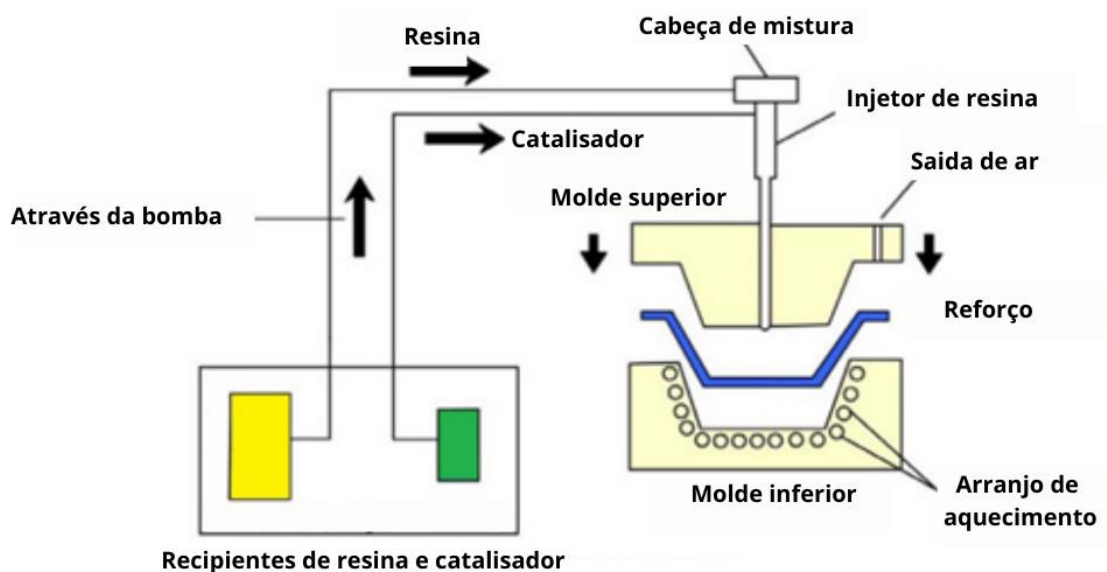 Cabeça de mistura
Resina
Injetor de resina
Catalisador
Saida de ar
Molde superior
Através da bomba
Reforço
Molde inferior
Arranjo de
aquecimento
Recipientes de resina e catalisador